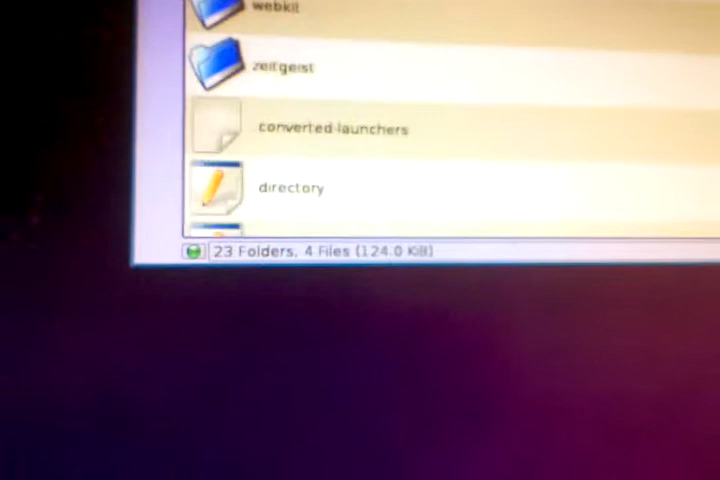 webkit
zeitgeist
converted-launchers
directory
23 Folders, 4 Files (124.0 KiB)